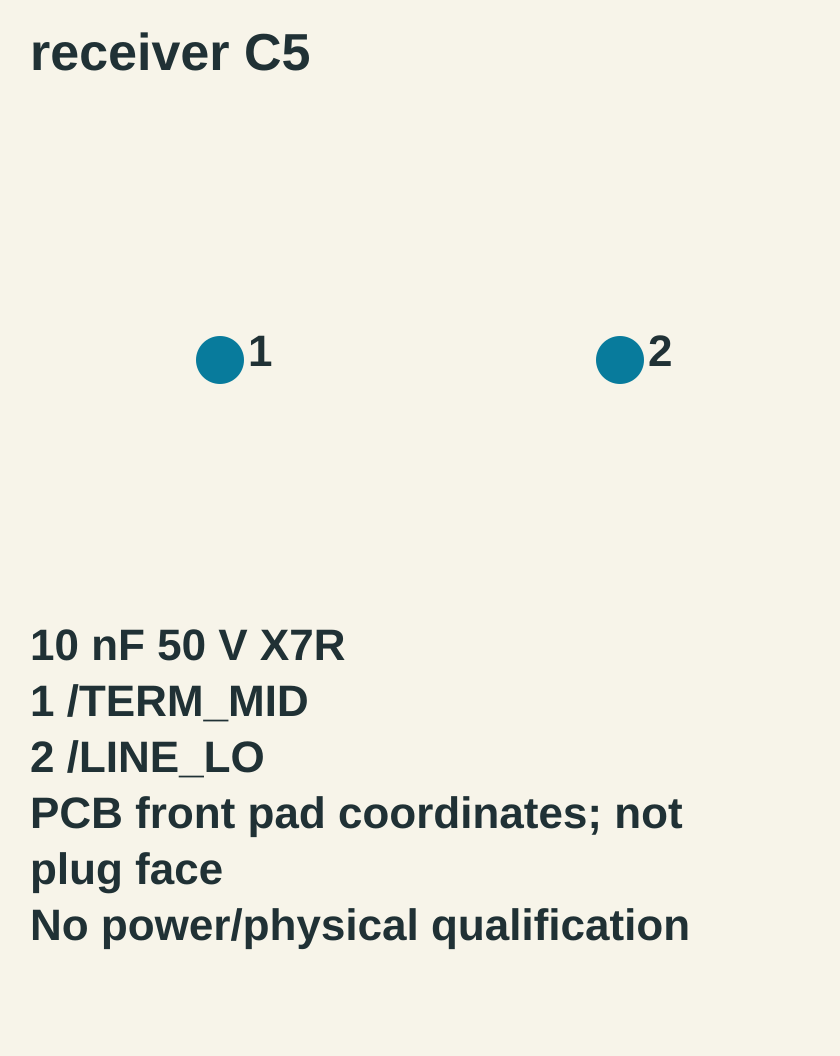 receiver C5
1
2
10 nF 50 V X7R
1 /TERM_MID
2 /LINE_LO
PCB front pad coordinates; not
plug face
No power/physical qualification